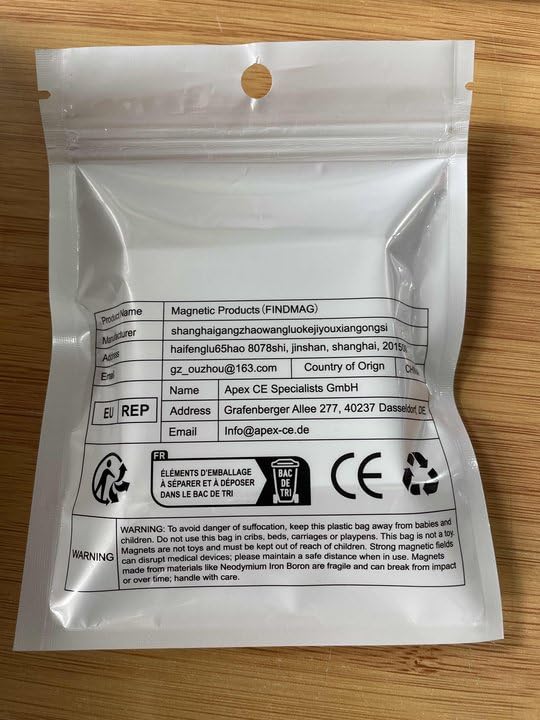 Product Name Magnetic Products (FINDMAG)
Manufacturer shanghaigangzhaowangluokejiyouxiangongsi
Address haifenglu65hao 8078shi, jinshan, shanghai,
Email gz_ouzhou@163.com Country of Orign CHINA
EU REP
Name Apex CE Specialists GmbH
Address Grafenberger Allee 277, 40237 Dasseldorf, DE
Email Info@apex-ce.de
FR
ÉLÉMENTS D'EMBALLAGE
À SÉPARER ET À DÉPOSER
DANS LE BAC DE TRI
BAC
DE
TRI
CE
WARNING
WARNING: To avoid danger of suffocation, keep this plastic bag away from babies and
children. Do not use this bag in cribs, beds, carriages or playpens. This bag is not a toy.
Magnets are not toys and must be kept out of reach of children. Strong magnetic fields
can disrupt medical devices; please maintain a safe distance when in use. Magnets
made from materials like Neodymium Iron Boron are fragile and can break from impact
or over time; handle with care.